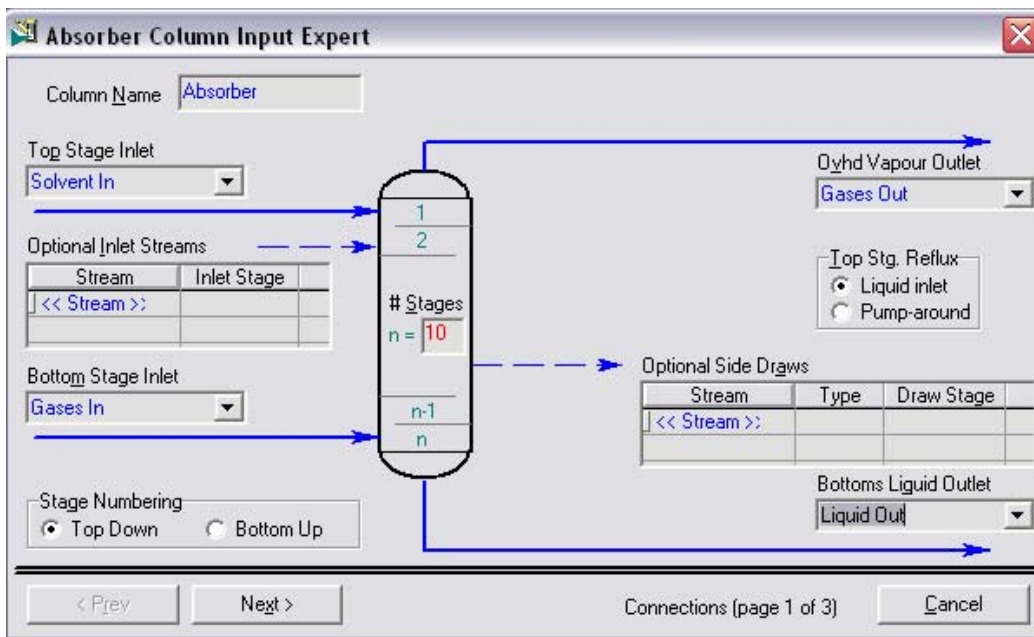 Absorber Column Input Expert
Column Name Absorber
Top Stage Inlet
Solvent In
Optional Inlet Streams
Stream Inlet Stage
<< Stream >>
Bottom Stage Inlet
Gases In
Stage Numbering
Top Down Bottom Up
1
2
# Stages
n = 10
n-1
n
Ovhd Vapour Outlet
Gases Out
Top Stg. Reflux
Liquid inlet
Pump-around
Optional Side Draws
Stream Type Draw Stage
<< Stream >>
Bottoms Liquid Outlet
Liquid Out
< Prev Next > Connections (page 1 of 3) Cancel